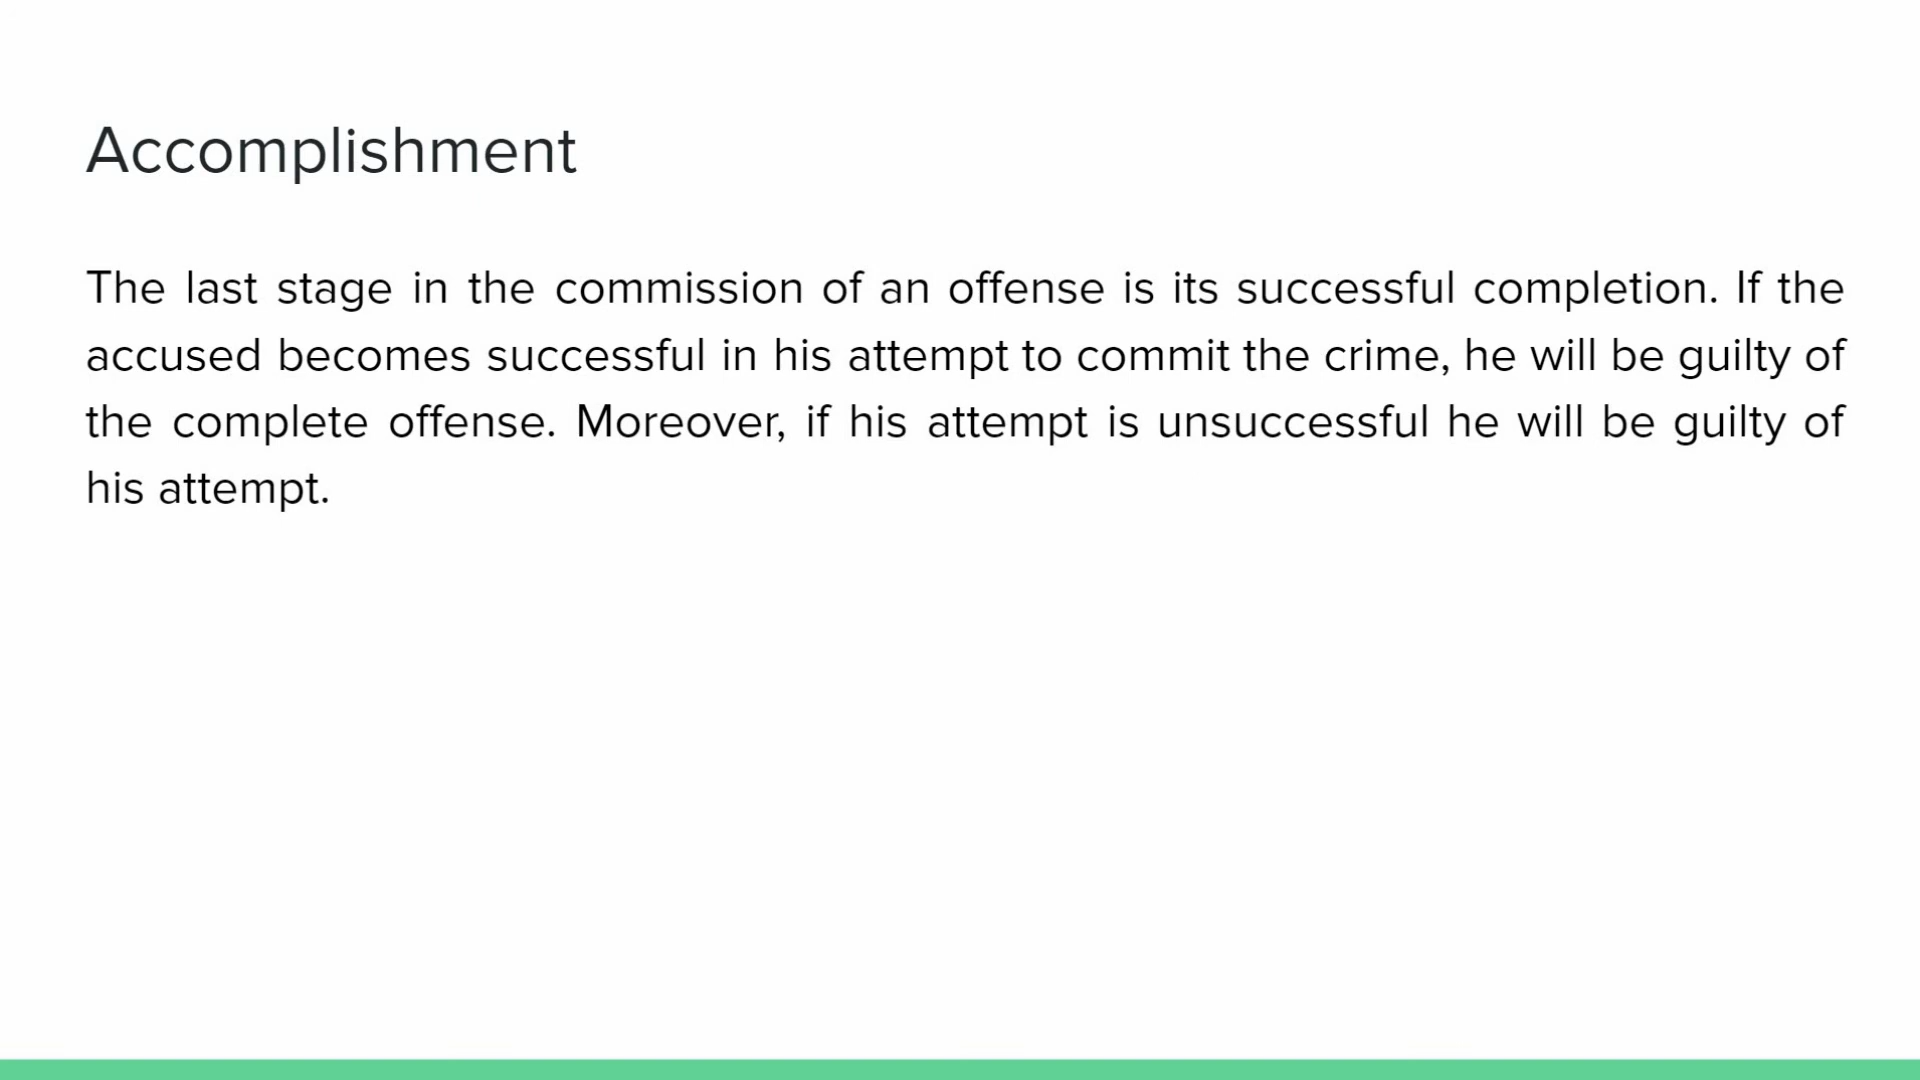 Accomplishment
The last stage in the commission of an offense is its successful completion. If the
accused becomes successful in his attempt to commit the crime, he will be guilty of
the complete offense. Moreover, if his attempt is unsuccessful he will be guilty of
his attempt.